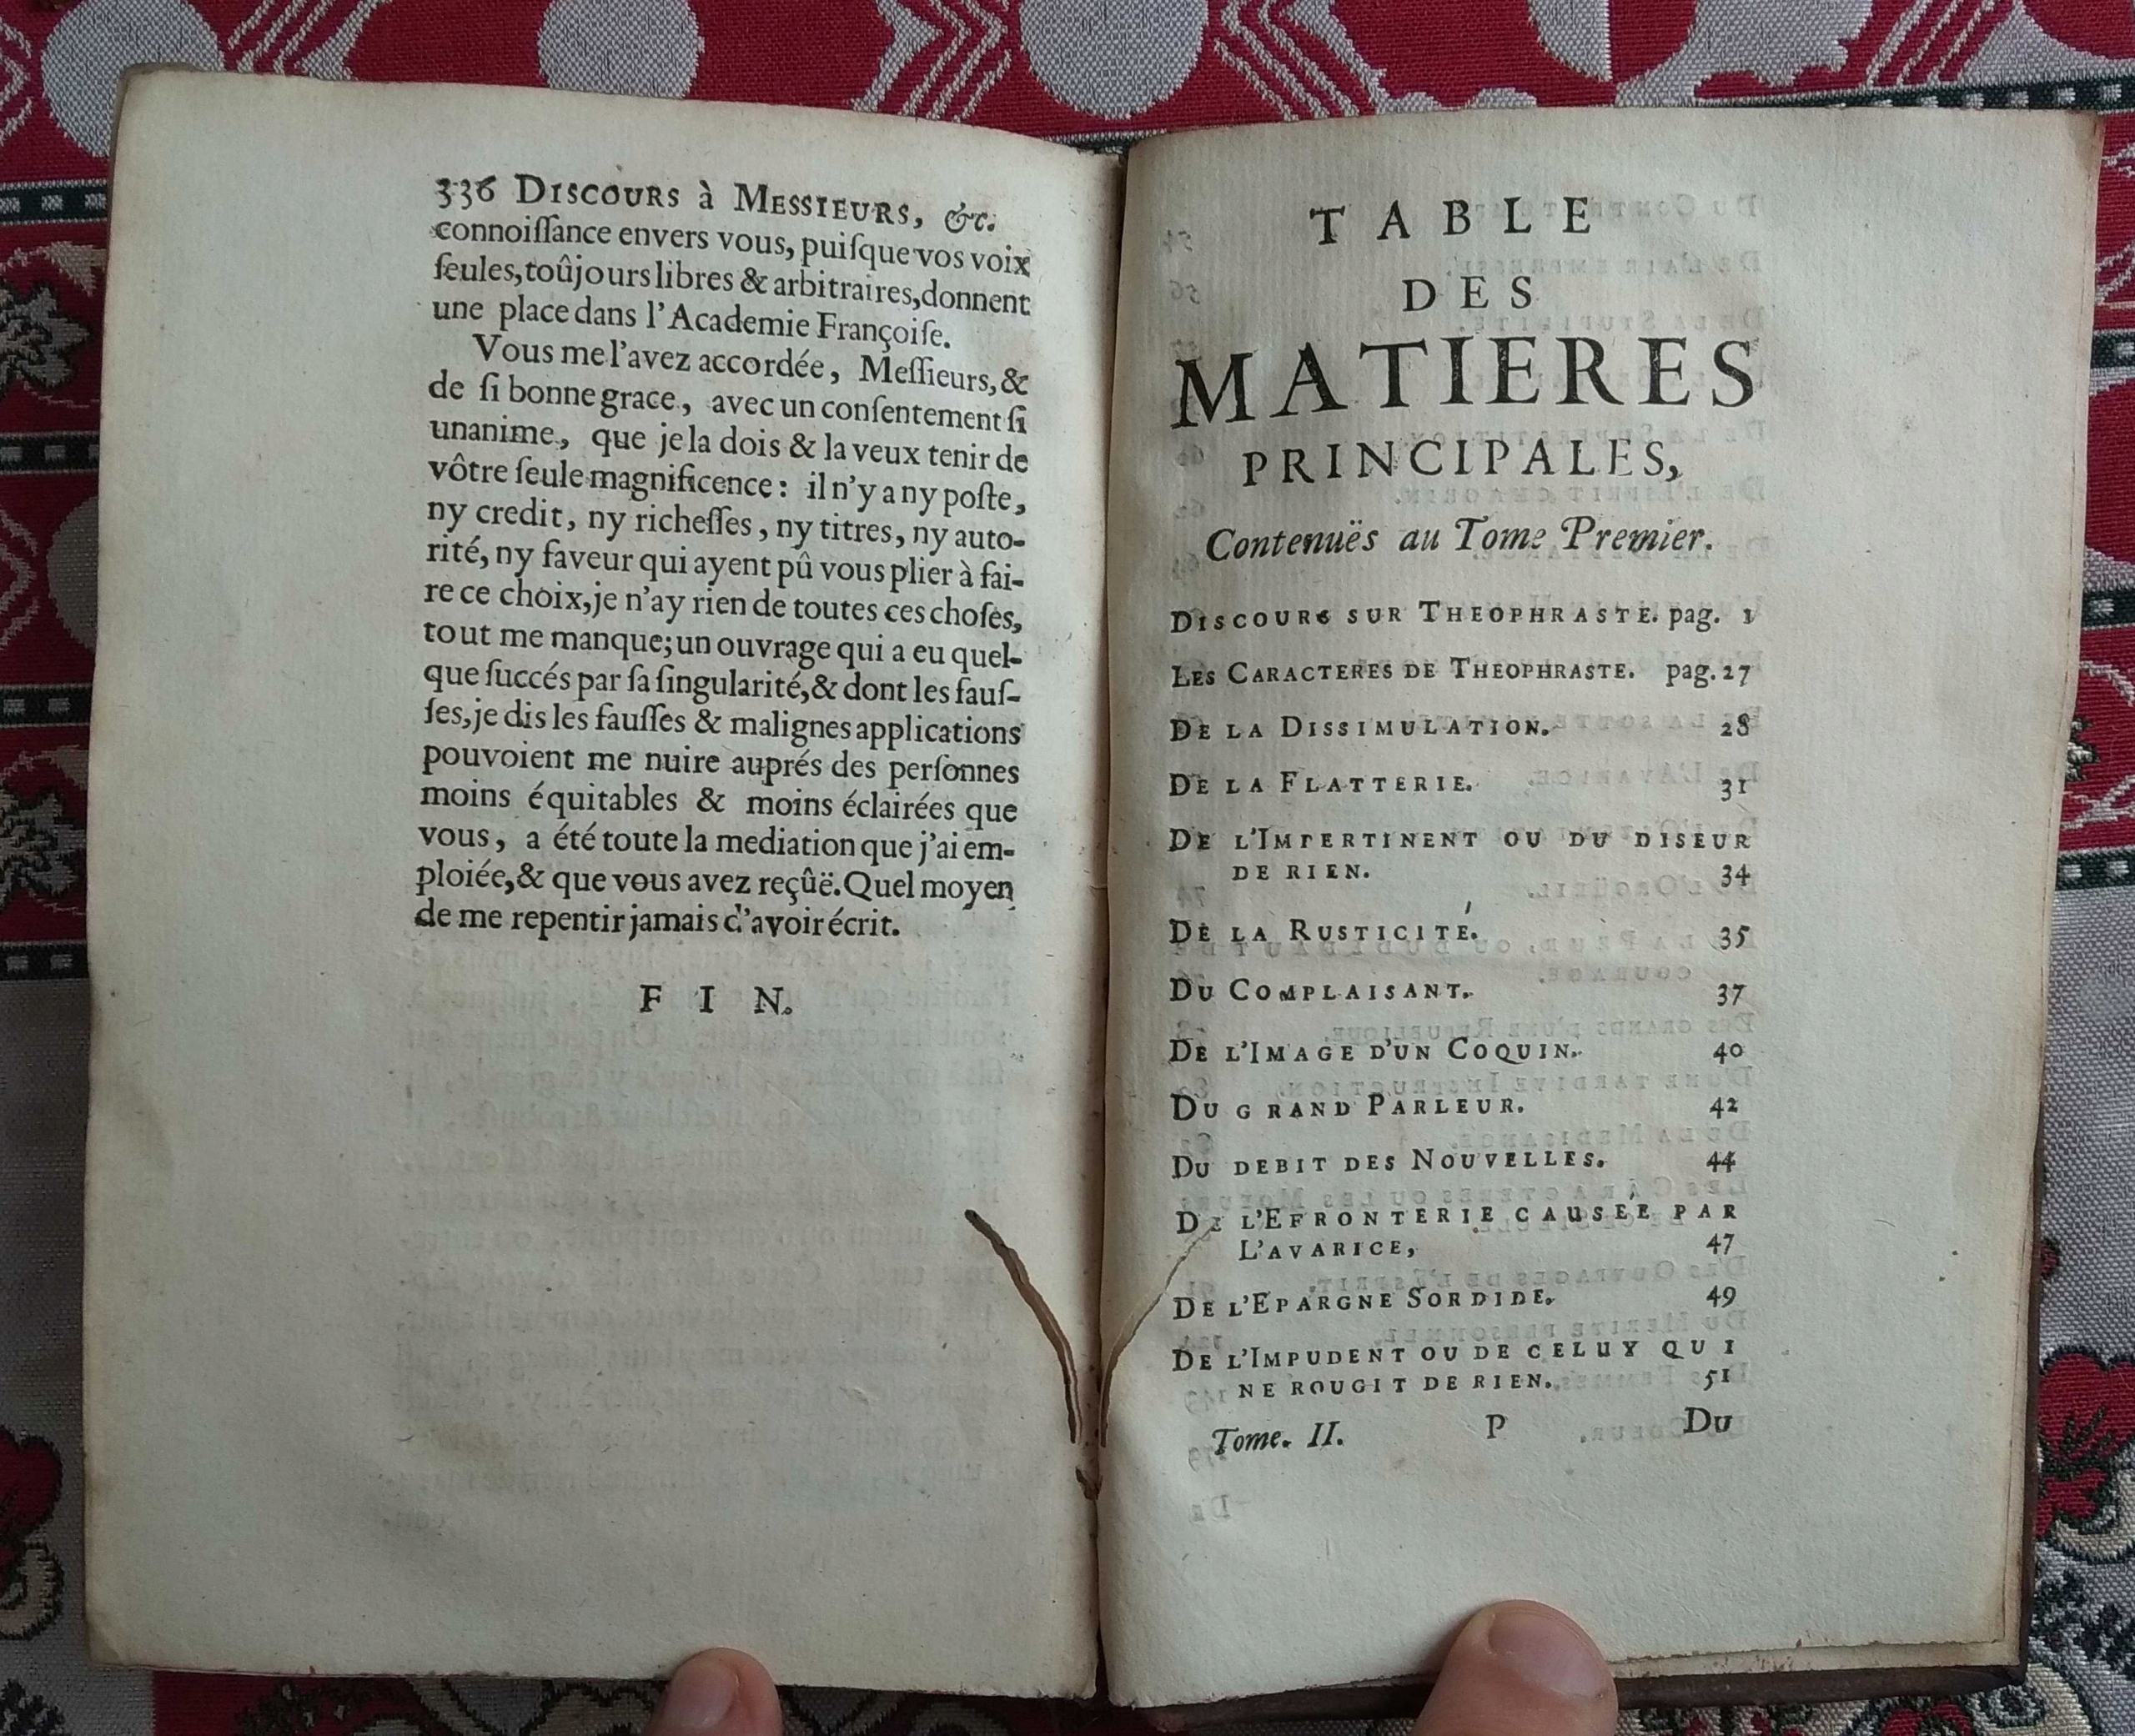 336 DISCOURS à MESSIEURS, &c.
connoiſſance envers vous, puiſque vos voix
ſeules, toûjours libres & arbitraires, donnent
une place dans l'Academie Françoiſe.
Vous me l'avez accordée, Meſſieurs, &
de ſi bonne grace, avec un conſentement ſi
unanime, que je la dois & la veux tenir de
vôtre ſeule magnificence : il n'y a ny poſte,
ny credit, ny richeſſes, ny titres, ny auto-
rité, ny faveur qui ayent pû vous plier à fai-
re ce choix, je n'ay rien de toutes ces choſes,
tout me manque; un ouvrage qui a eu quel-
que ſuccés par ſa ſingularité, & dont les fauſ-
ſes, je dis les fauſſes & malignes applications
pouvoient me nuire auprés des perſonnes
moins équitables & moins éclairées que
vous, a été toute la mediation que j'ai em-
ploiée, & que vous avez reçûë. Quel moyen
de me repentir jamais d'avoir écrit.
FIN.
TABLE
DES
MATIERES
PRINCIPALES,
Contenuës au Tome Premier.
DISCOURS SUR THEOPHRASTE. pag. 1
LES CARACTERES DE THEOPHRASTE. pag. 27
DE LA DISSIMULATION. 28
DE LA FLATTERIE. 31
DE L'IMPERTINENT OU DU DISEUR
DE RIEN. 34
DE LA RUSTICITÉ. 35
DU COMPLAISANT. 37
DE L'IMAGE D'UN COQUIN. 40
DU GRAND PARLEUR. 42
DU DEBIT DES NOUVELLES. 44
DE L'EFRONTERIE CAUSÉE PAR
L'AVARICE, 47
DE L'EPARGNE SORDIDE. 49
DE L'IMPUDENT OU DE CELUY QUI
NE ROUGIT DE RIEN. 51
Tome. II. P Du